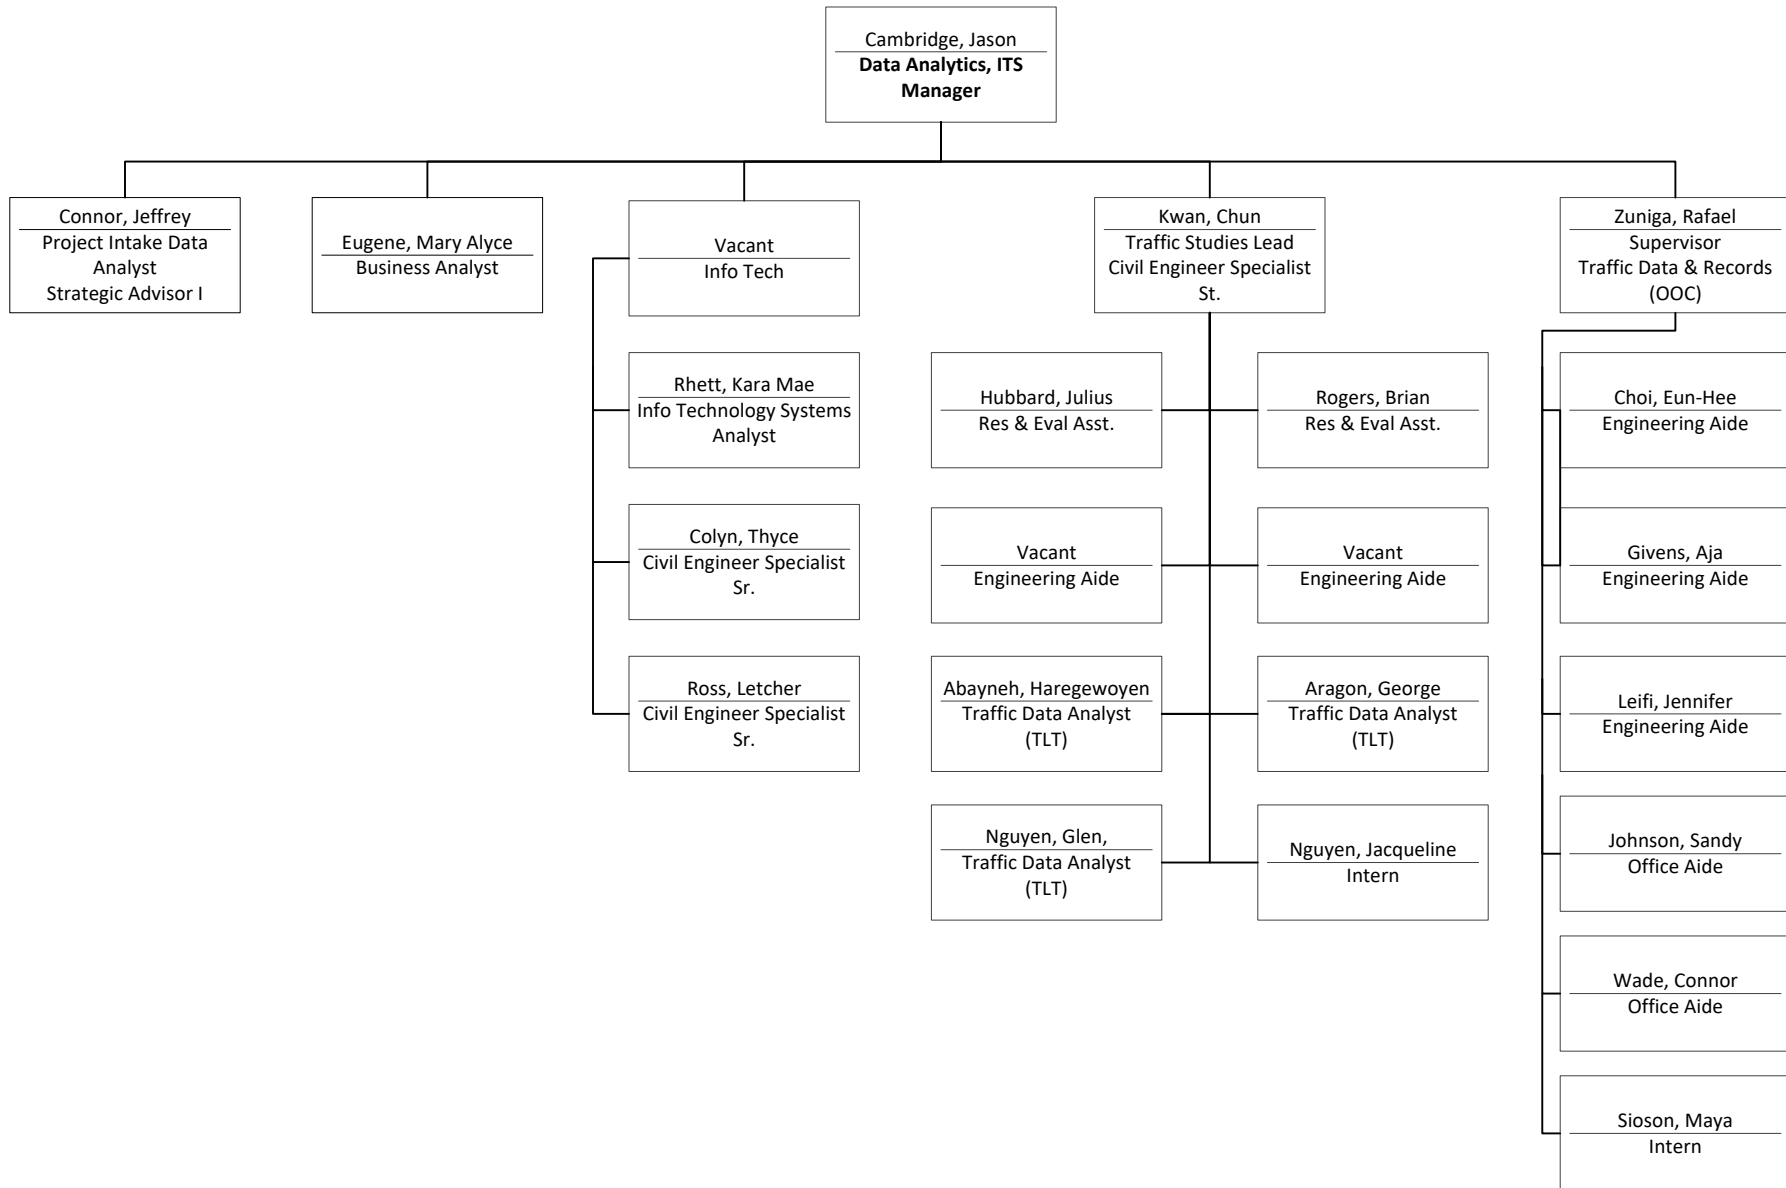 Cambridge, Jason
Data Analytics, ITS
Manager
Connor, Jeffrey
Project Intake Data
Analyst
Strategic Advisor I
Eugene, Mary Alyce
Business Analyst
Vacant
Info Tech
Kwan, Chun
Traffic Studies Lead
Civil Engineer Specialist
St.
Zuniga, Rafael
Supervisor
Traffic Data & Records
(OOC)
Rhett, Kara Mae
Info Technology Systems
Analyst
Hubbard, Julius
Res & Eval Asst.
Rogers, Brian
Res & Eval Asst.
Choi, Eun-Hee
Engineering Aide
Colyn, Thyce
Civil Engineer Specialist
Sr.
Vacant
Engineering Aide
Vacant
Engineering Aide
Givens, Aja
Engineering Aide
Ross, Letcher
Civil Engineer Specialist
Sr.
Abayneh, Haregewoyen
Traffic Data Analyst
(TLT)
Aragon, George
Traffic Data Analyst
(TLT)
Leifi, Jennifer
Engineering Aide
Nguyen, Glen,
Traffic Data Analyst
(TLT)
Nguyen, Jacqueline
Intern
Johnson, Sandy
Office Aide
Wade, Connor
Office Aide
Sioson, Maya
Intern